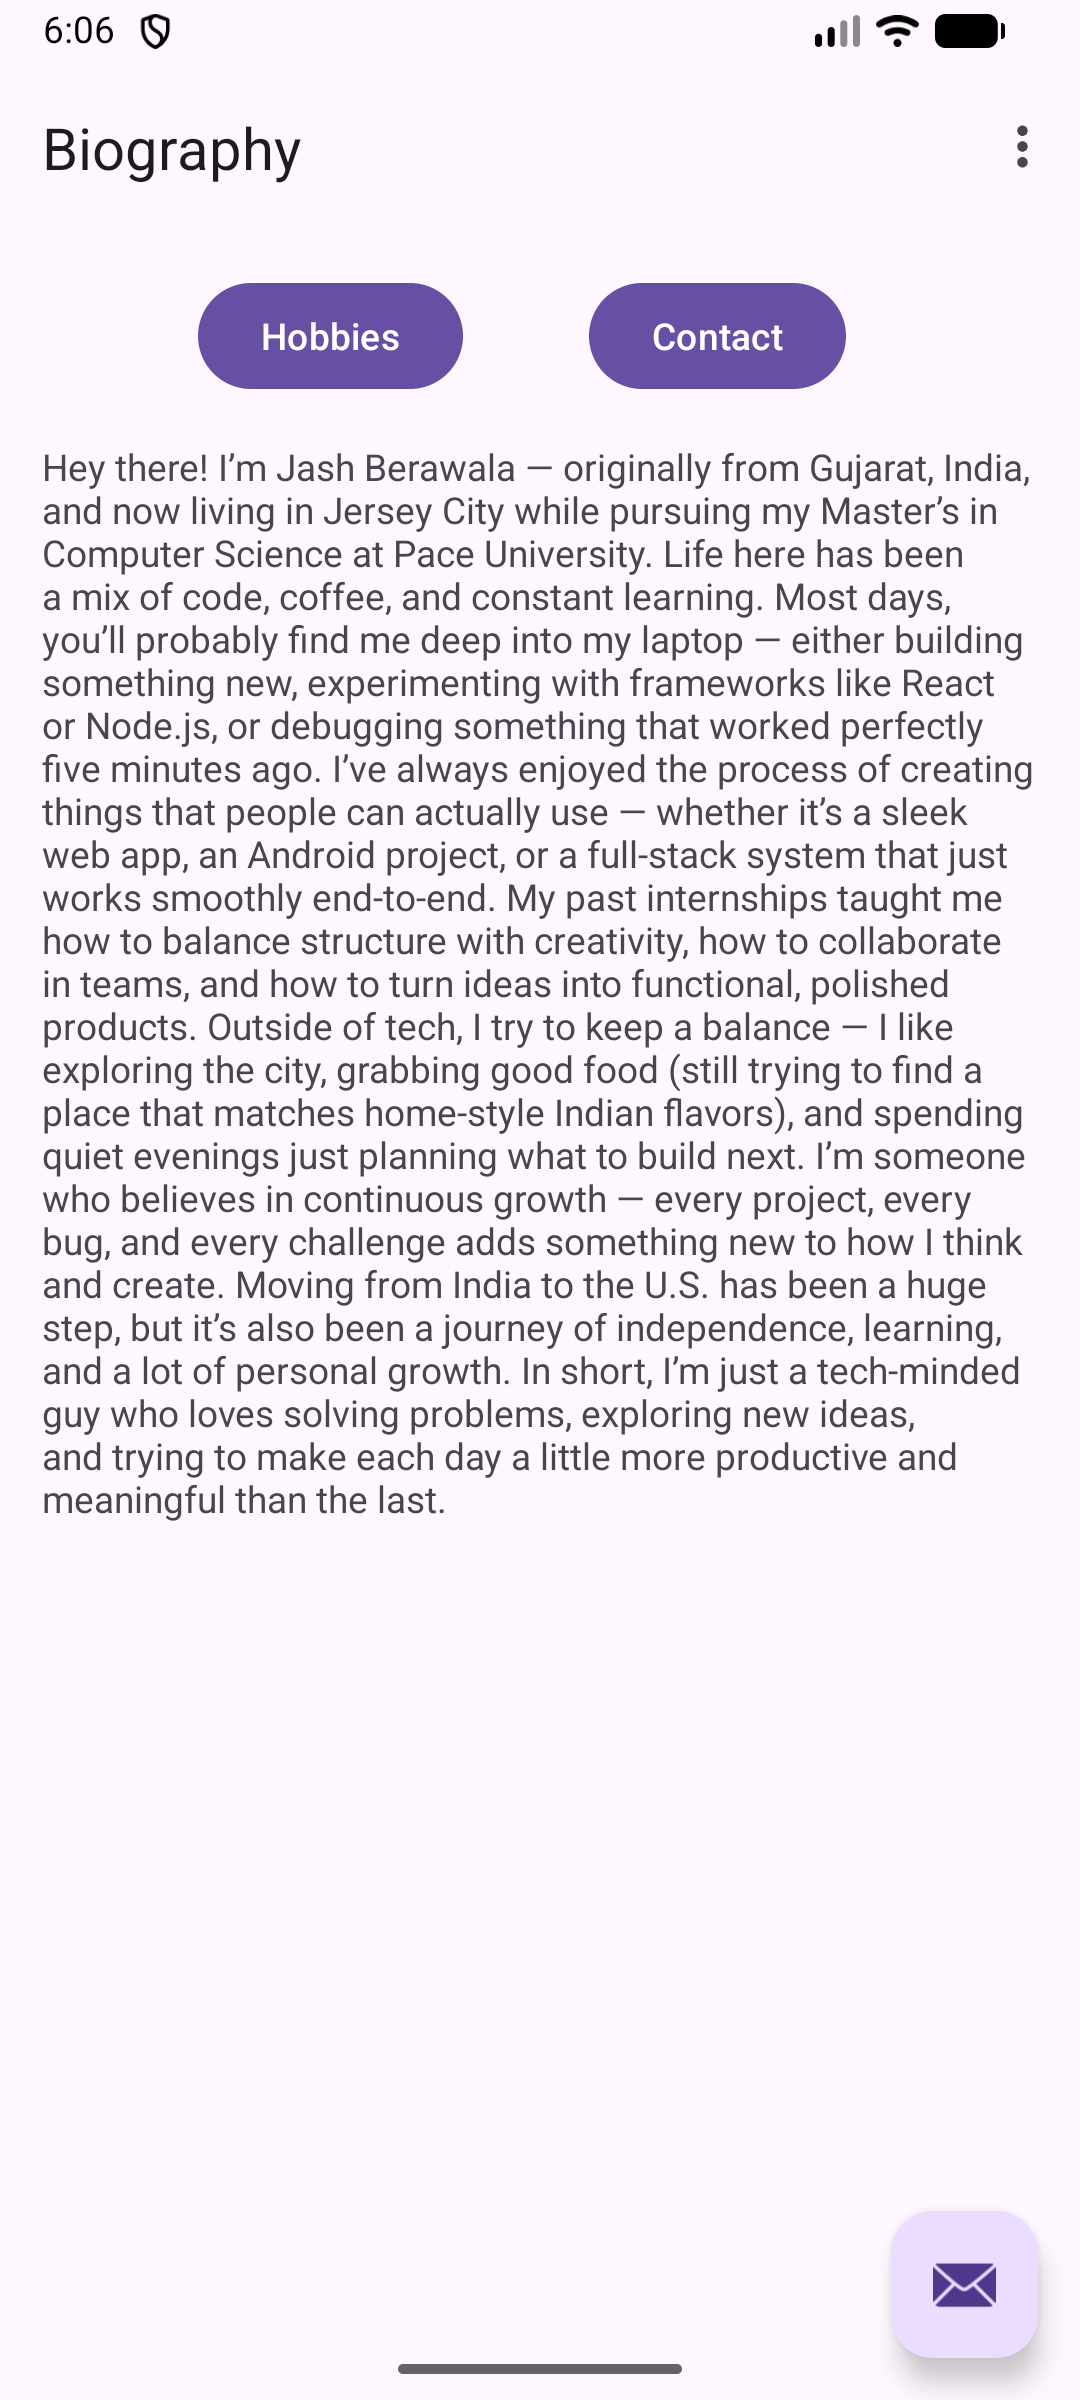 6:06
Biography
Hobbies
Contact
Hey there! I’m Jash Berawala — originally from Gujarat, India,
and now living in Jersey City while pursuing my Master’s in
Computer Science at Pace University. Life here has been
a mix of code, coffee, and constant learning. Most days,
you’ll probably find me deep into my laptop — either building
something new, experimenting with frameworks like React
or Node.js, or debugging something that worked perfectly
five minutes ago. I’ve always enjoyed the process of creating
things that people can actually use — whether it’s a sleek
web app, an Android project, or a full-stack system that just
works smoothly end-to-end. My past internships taught me
how to balance structure with creativity, how to collaborate
in teams, and how to turn ideas into functional, polished
products. Outside of tech, I try to keep a balance — I like
exploring the city, grabbing good food (still trying to find a
place that matches home-style Indian flavors), and spending
quiet evenings just planning what to build next. I’m someone
who believes in continuous growth — every project, every
bug, and every challenge adds something new to how I think
and create. Moving from India to the U.S. has been a huge
step, but it’s also been a journey of independence, learning,
and a lot of personal growth. In short, I’m just a tech-minded
guy who loves solving problems, exploring new ideas,
and trying to make each day a little more productive and
meaningful than the last.